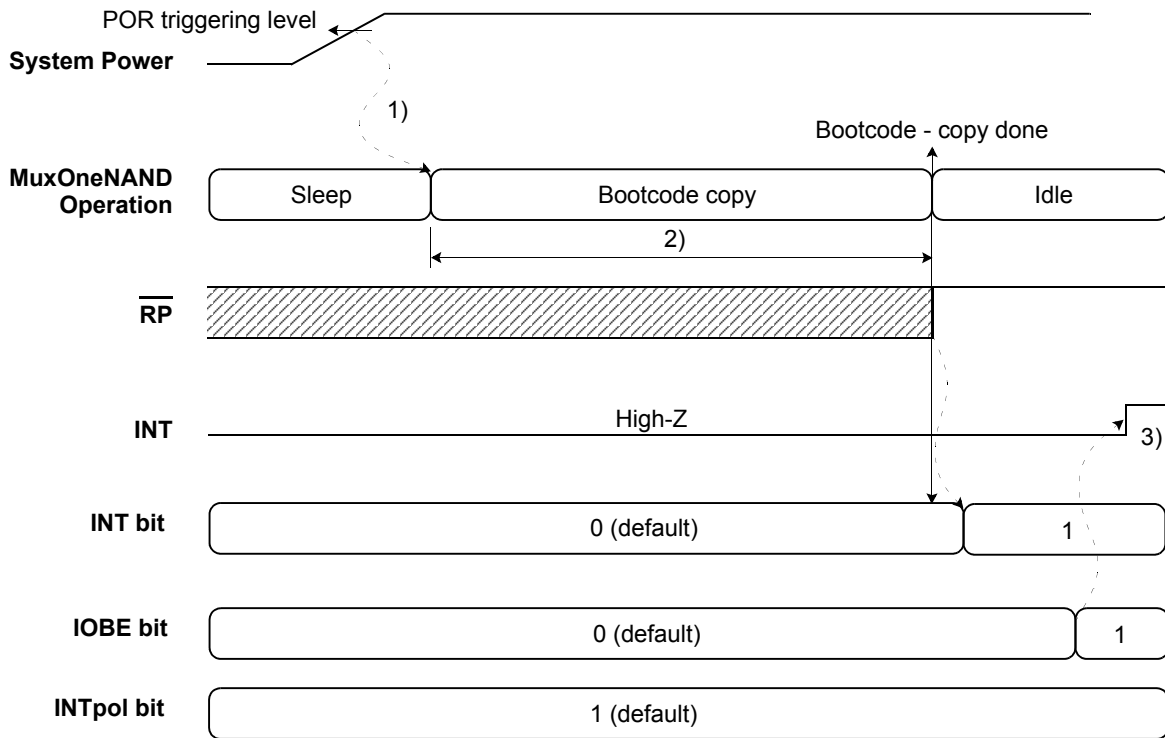 POR triggering level
System Power
1)
Bootcode - copy done
MuxOneNAND
Operation
Sleep
Bootcode copy
Idle
2)
RP
High-Z
INT
3)
INT bit
0 (default)
1
IOBE bit
0 (default)
1
INTpol bit
1 (default)